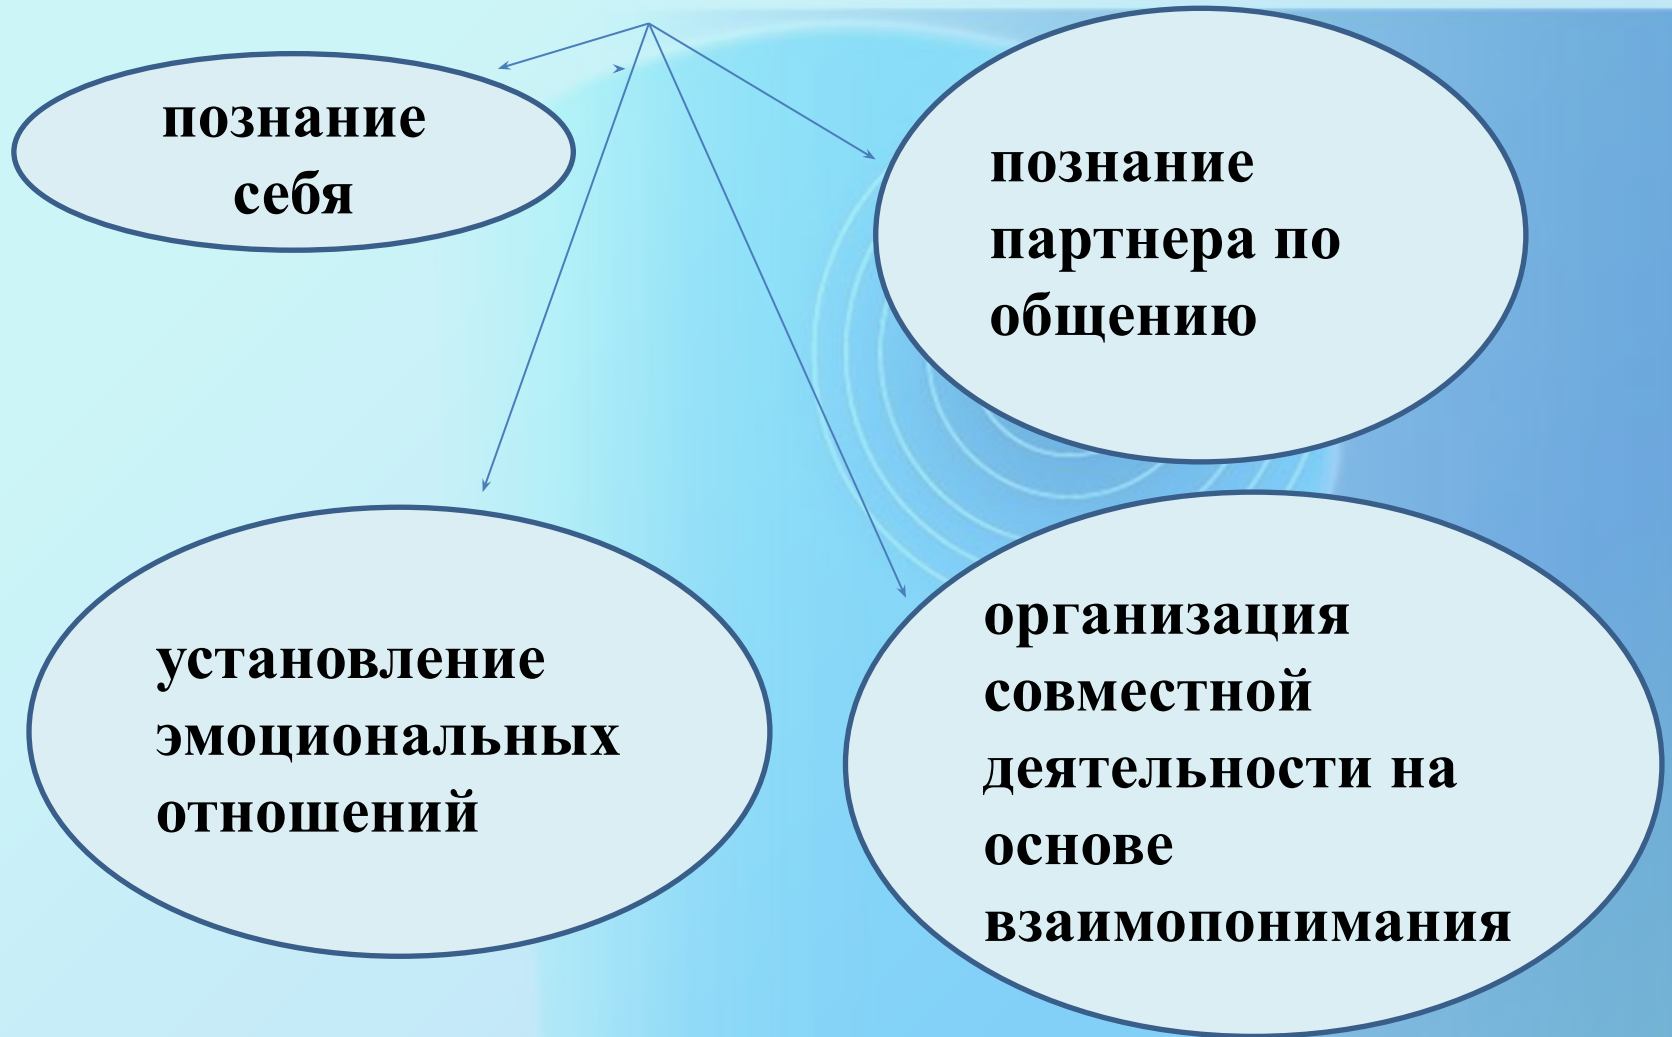 познание
себя
познание
партнера по
общению
установление
эмоциональных
отношений
организация
совместной
деятельности на
основе
взаимопонимания